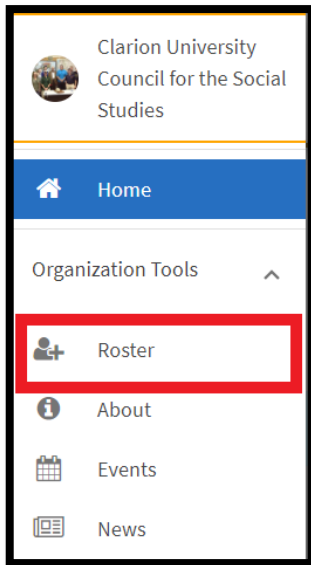 Clarion University
Council for the Social
Studies
Home
Organization Tools
Roster
About
Events
News